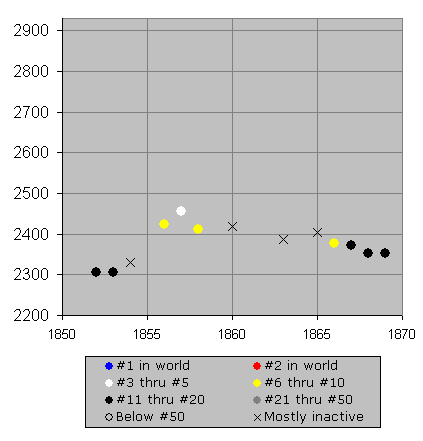 2900
2800
2700
2600
2500
2400
2300
2200
1850 1855 1860 1865 1870
#1 in world #2 in world
#3 thru #5 #6 thru #10
#11 thru #20 #21 thru #50
Below #50 Mostly inactive